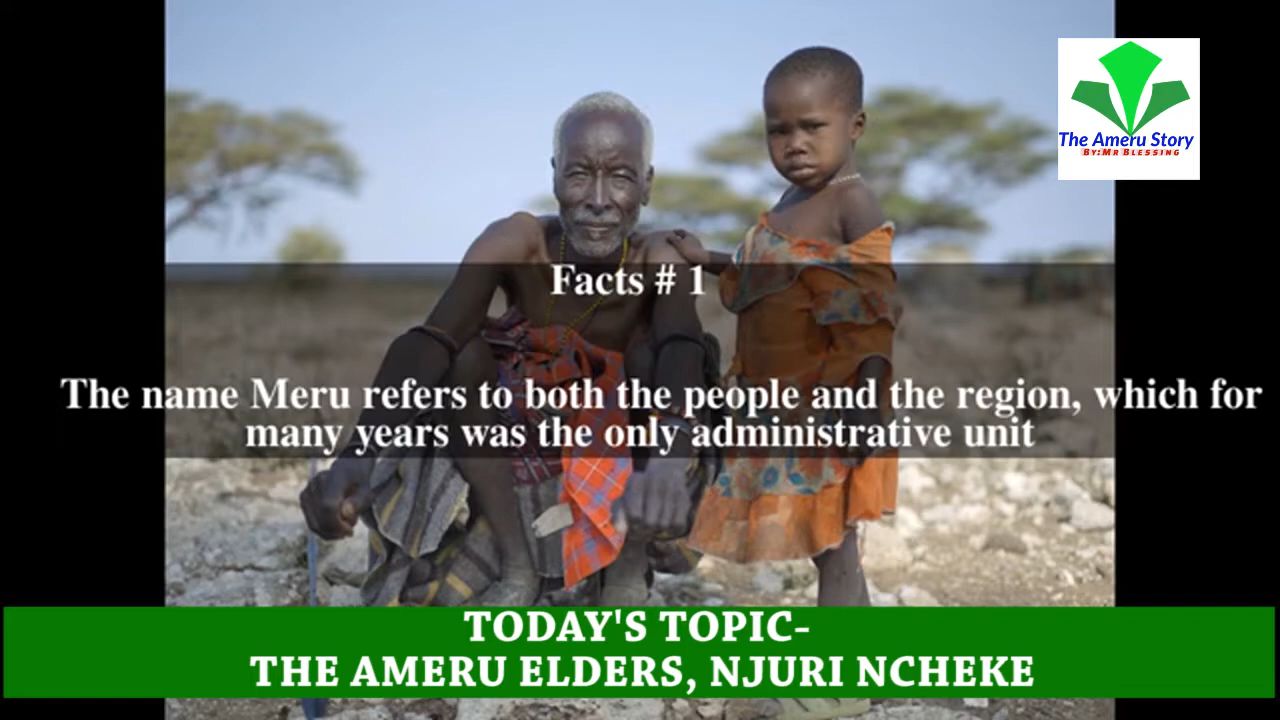 The Ameru Story
BY:MR BLESSING
Facts # 1
The name Meru refers to both the people and the region, which for
many years was the only administrative unit
TODAY'S TOPIC-
THE AMERU ELDERS, NJURI NCHEKE